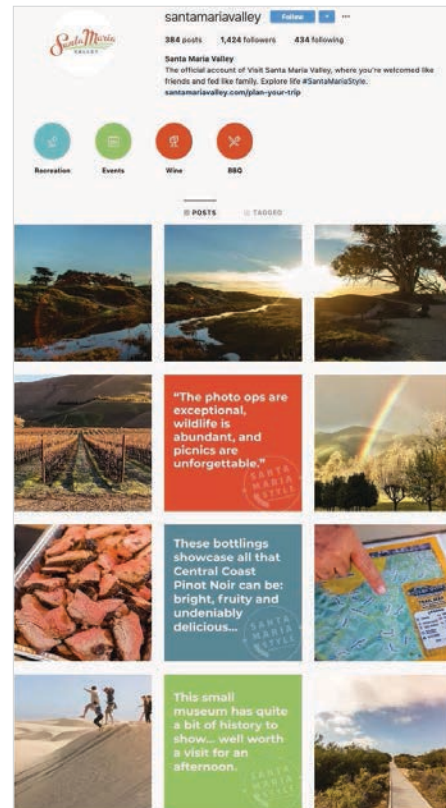 santamariavalley Follow
384 posts 1,424 followers 434 following
Santa Maria
VALLEY
Santa Maria Valley
The official account of Visit Santa Maria Valley, where you're welcomed like
friends and fed like family. Explore life #SantaMariaStyle.
santamariavalley.com/plan-your-trip
Recreation Events Wine BBQ
POSTS TAGGED
“The photo ops are
exceptional,
wildlife is
abundant, and
picnics are
unforgettable.”
SANTA
MARIA
STYLE
These bottlings
showcase all that
Central Coast
Pinot Noir can be:
bright, fruity and
undeniably
delicious...
SANTA
MARIA
STYLE
TRAIL MAP
This small
museum has quite
a bit of history to
show... well worth
a visit for an
afternoon.
SANTA
MARIA
STYLE